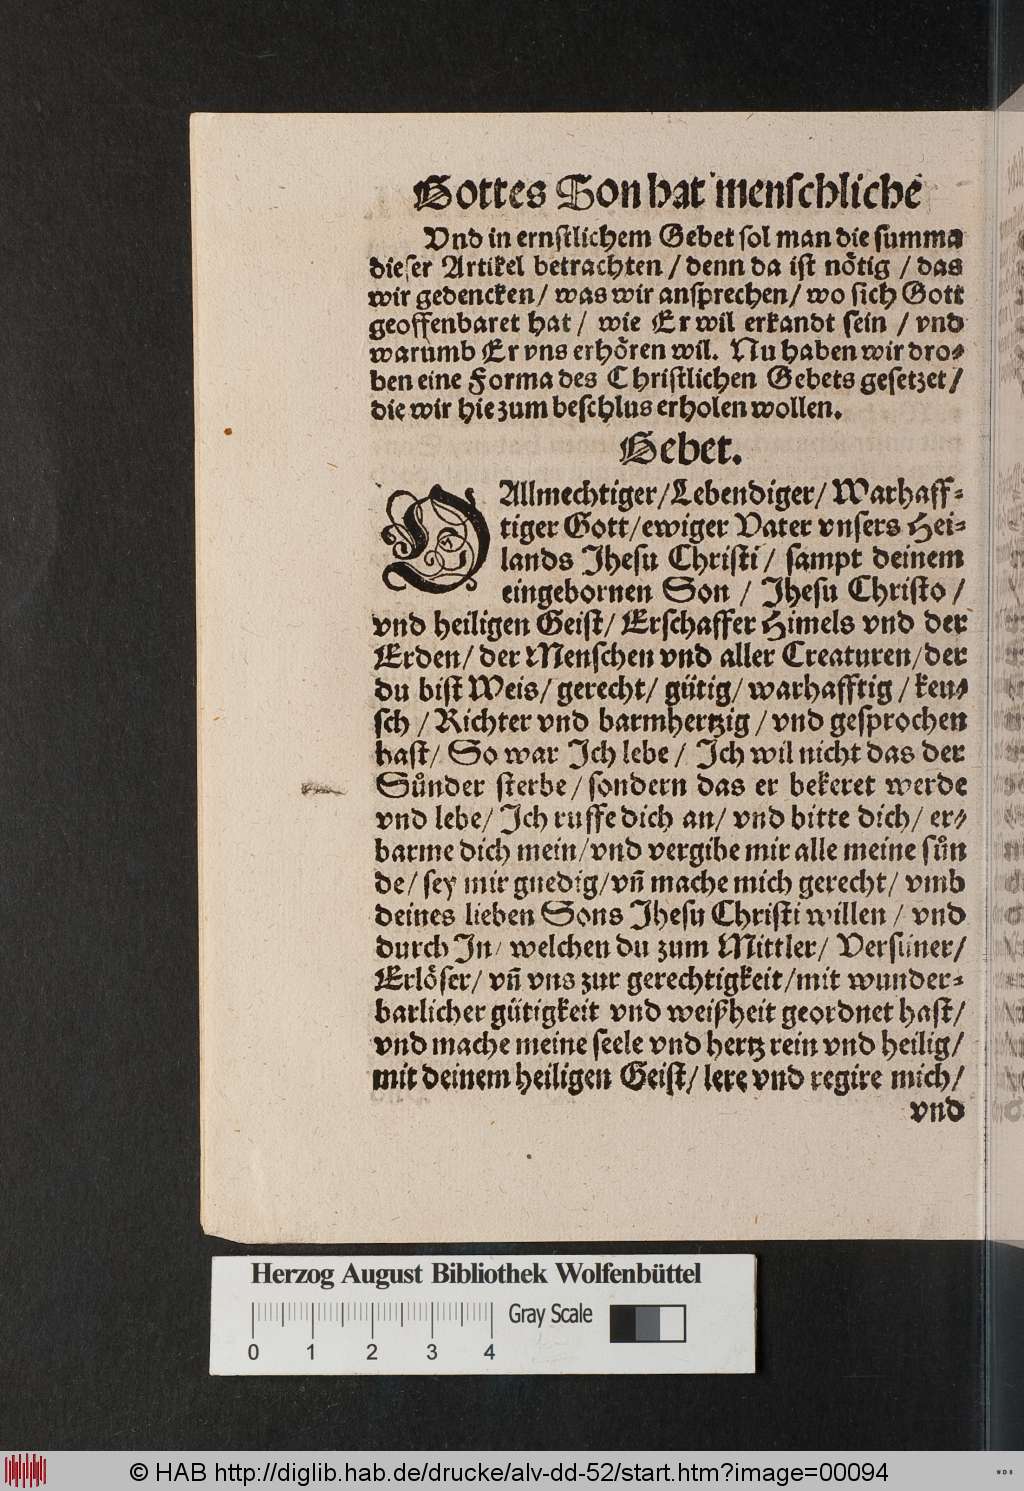 Gottes Son hat menſchliche
Vnd in ernſtlichem Gebet ſol man die ſumma
dieſer Artikel betrachten / denn da iſt nötig / das
wir gedencken / was wir anſprechen / wo ſich Gott
geoffenbaret hat / wie Er wil erkandt ſein / vnd
warumb Er vns erhören wil. Nu haben wir dro⸗
ben eine Forma des Chriſtlichen Gebets geſetzet /
die wir hie zum beſchlus erholen wollen.
Gebet.
O Allmechtiger / Lebendiger / Warhaff⸗
tiger Gott / ewiger Vater vnſers Hei⸗
lands Jheſu Chriſti / ſampt deinem
eingebornen Son / Jheſu Chriſto /
vnd heiligen Geiſt / Erſchaffer Himels vnd der
Erden / der Menſchen vnd aller Creaturen / der
du biſt Weis / gerecht / gütig / warhafftig / keu⸗
ſch / Richter vnd barmhertzig / vnd geſprochen
haſt / So war Ich lebe / Ich wil nicht das der
Sůnder ſterbe / ſondern das er bekeret werde
vnd lebe / Ich ruffe dich an / vnd bitte dich / er⸗
barme dich mein / vnd vergibe mir alle meine ſůn
de / ſey mir gnedig / vñ mache mich gerecht / vmb
deines lieben Sons Jheſu Chriſti willen / vnd
durch In / welchen du zum Mittler / Verſüner /
Erlöſer / vñ vns zur gerechtigkeit / mit wunder⸗
barlicher gütigkeit vnd weißheit geordnet haſt /
vnd mache meine ſeele vnd hertz rein vnd heilig /
mit deinem heiligen Geiſt / lere vnd regire mich /
vnd
Herzog August Bibliothek Wolfenbüttel
Gray Scale
0 1 2 3 4
© HAB http://diglib.hab.de/drucke/alv-dd-52/start.htm?image=00094